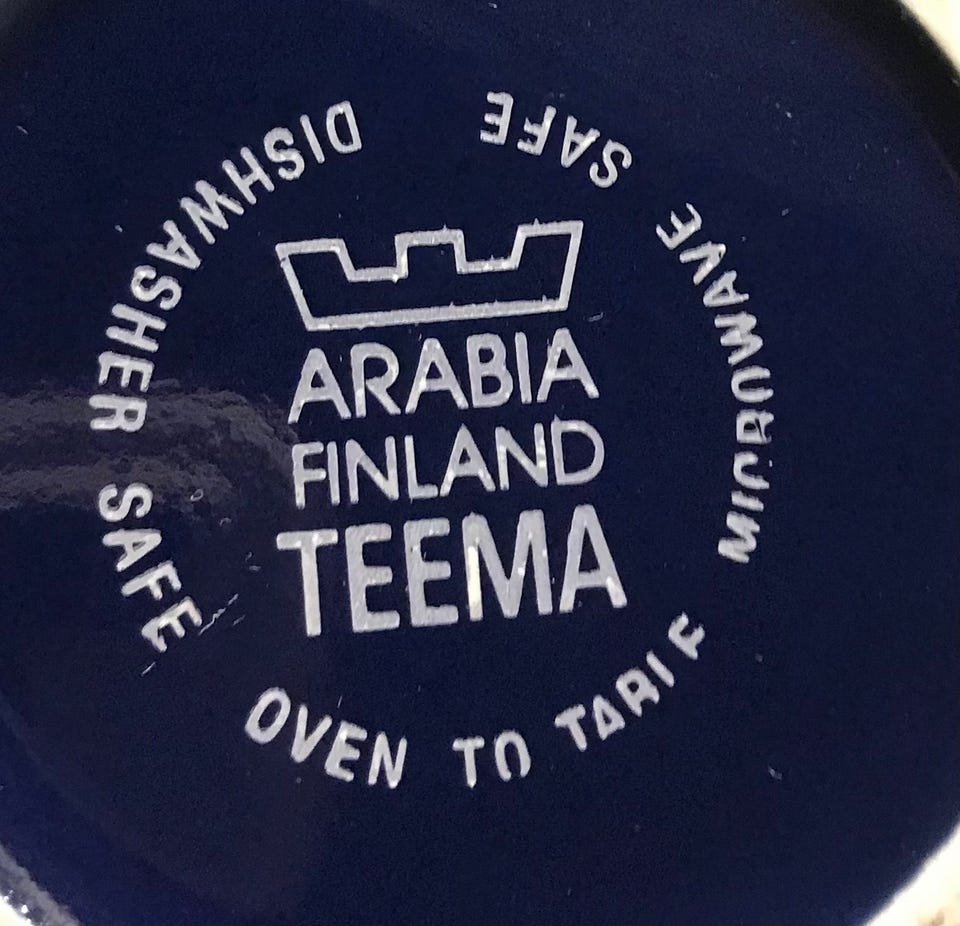 ARABIA
FINLAND
TEEMA
DISHWASHER SAFE
OVEN TO TABLE
MICROWAVE SAFE